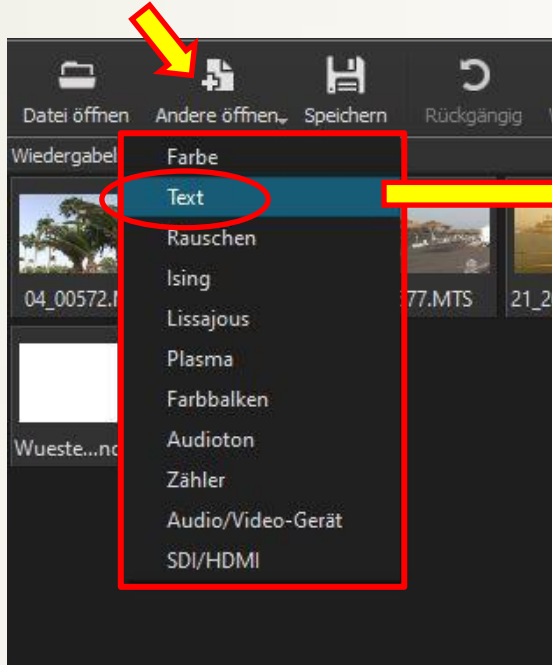 Datei öffnen Andere öffnen Speichern Rückgängig
Wiedergabel
Farbe
Text
Rauschen
Ising
Lissajous
Plasma
Farbbalken
Audioton
Zähler
Audio/Video-Gerät
SDI/HDMI
04_00572. 77.MTS 21_2
Wueste...nd